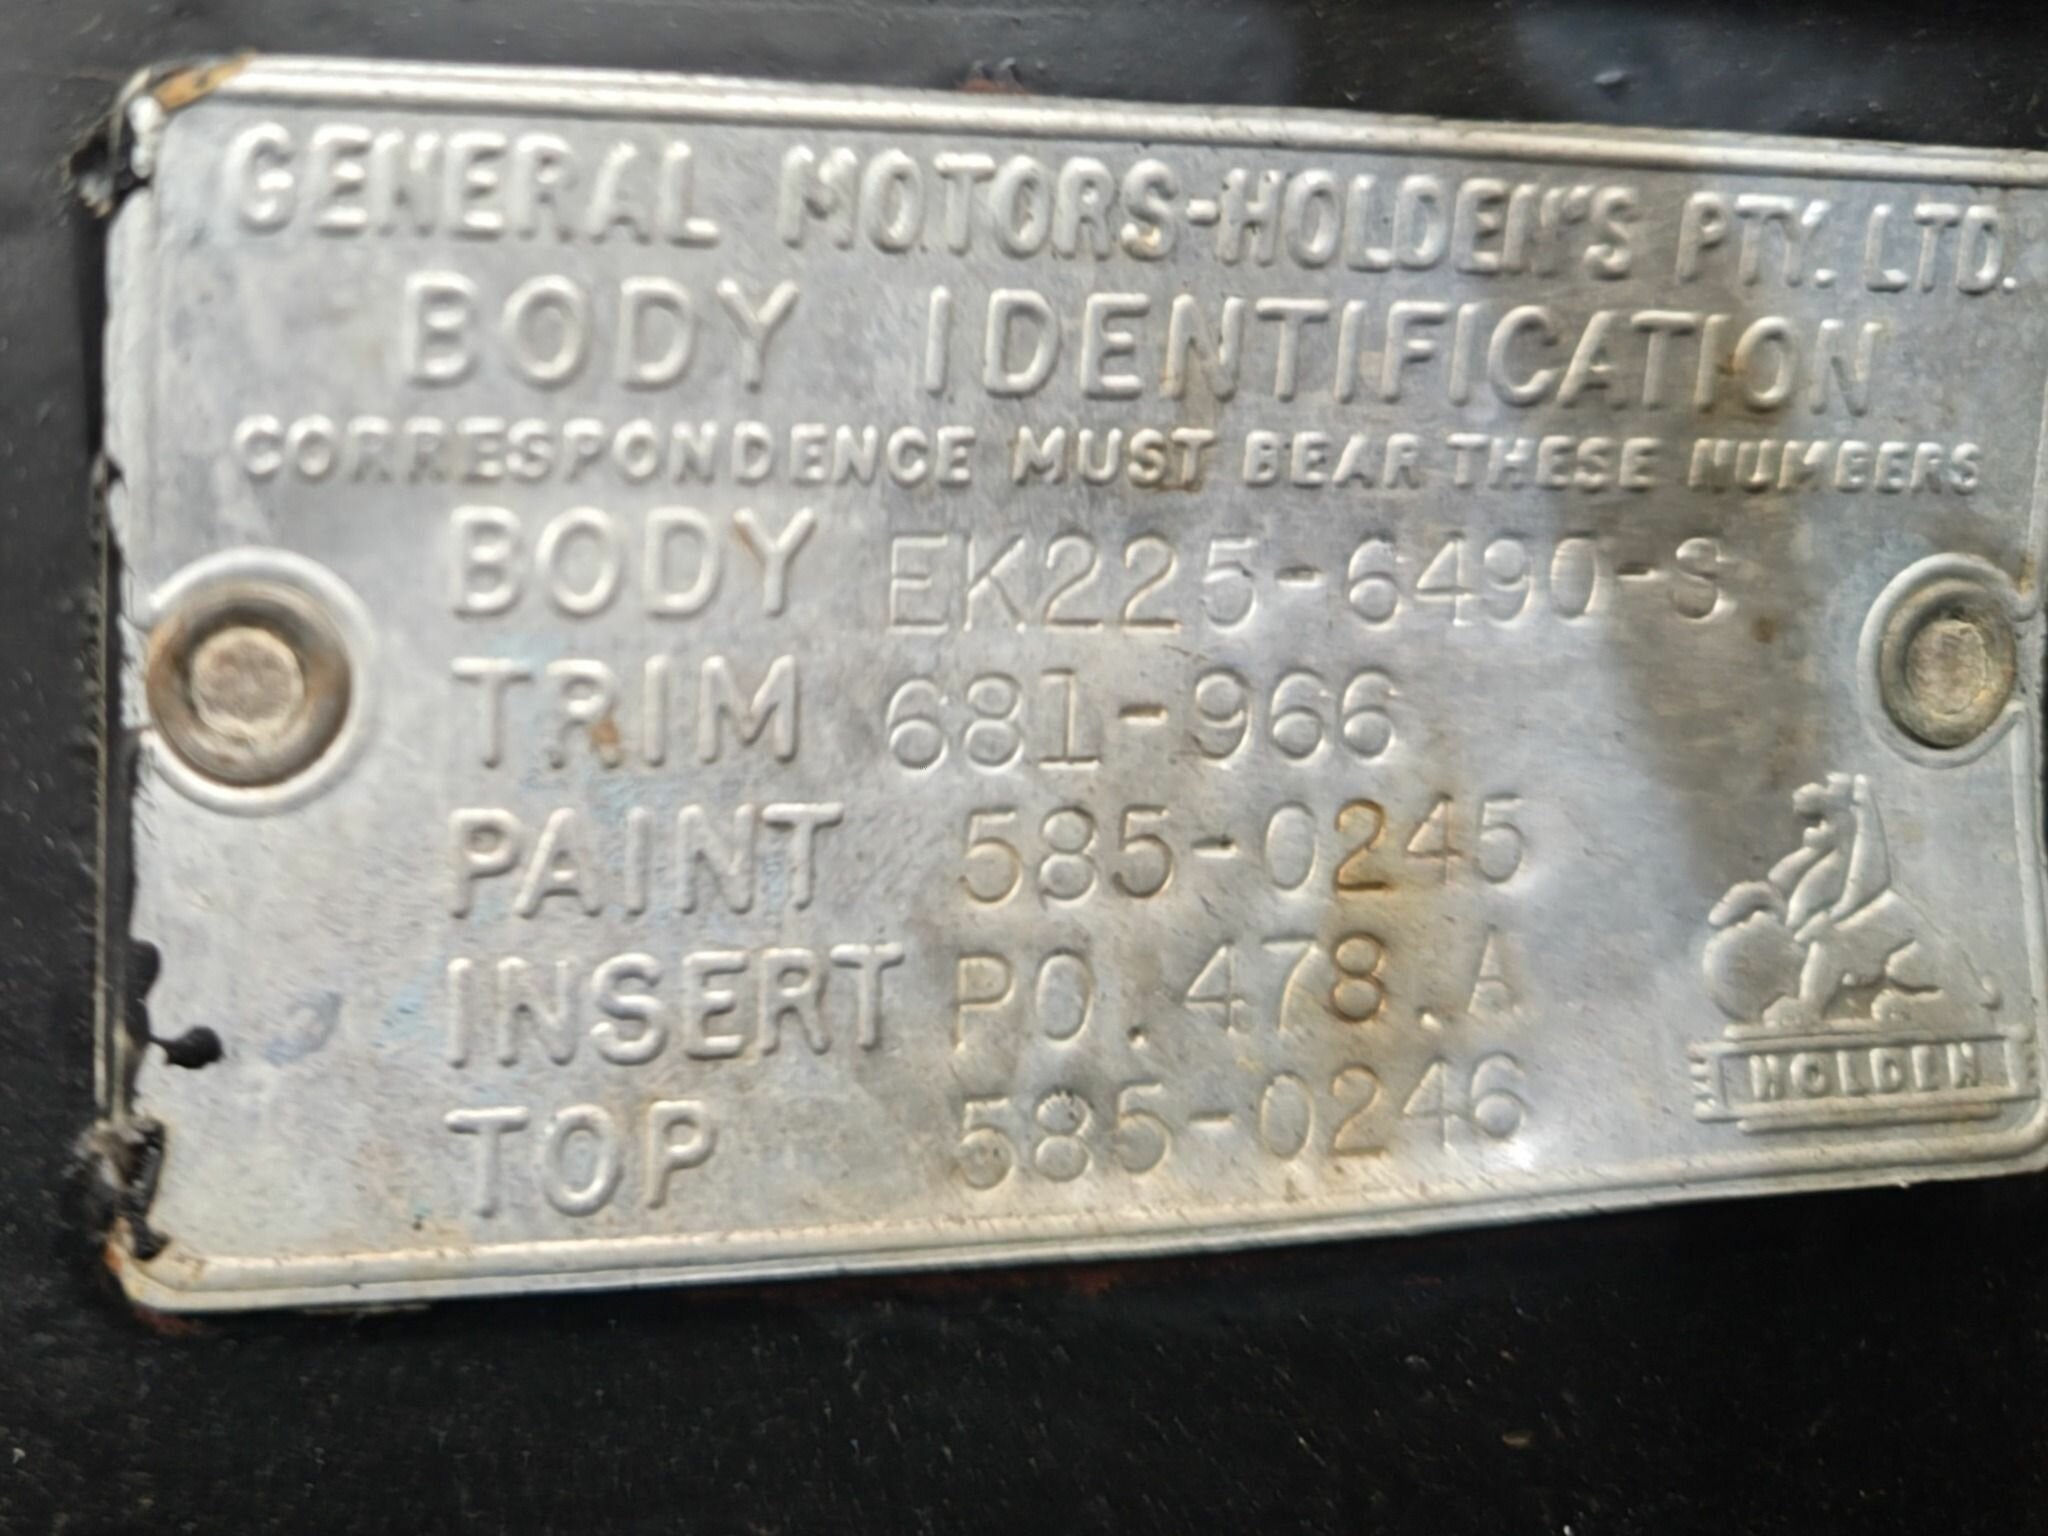 GENERAL MOTORS-HOLDEN'S PTY. LTD.
BODY IDENTIFICATION
CORRESPONDENCE MUST BEAR THESE NUMBERS
BODY EK225-6490-S
TRIM 681-966
PAINT 585-0245
INSERT PO.478.A
TOP 585-0246
HOLDEN